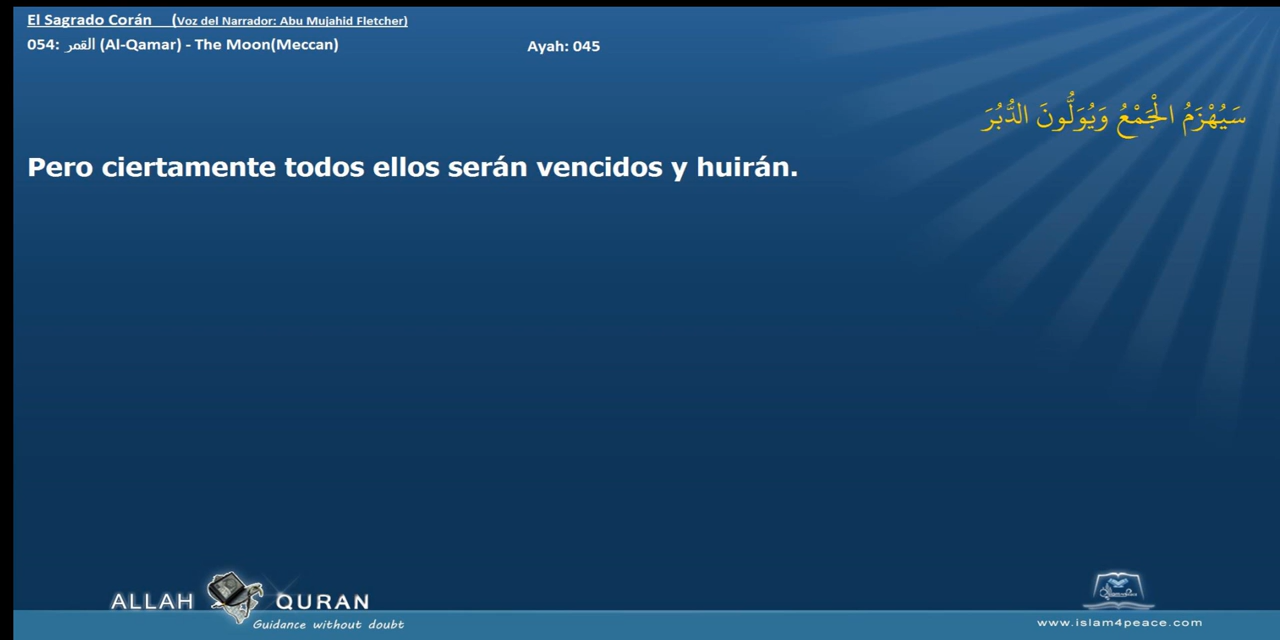 El Sagrado Corán (Voz del Narrador: Abu Mujahid Fletcher)
054: القمر (Al-Qamar) - The Moon(Meccan) Ayah: 045
سَيُهْزَمُ الْجَمْعُ وَيُوَلُّونَ الدُّبُرَ
Pero ciertamente todos ellos serán vencidos y huirán.
ALLAH QURAN
Guidance without doubt
www.islam4peace.com